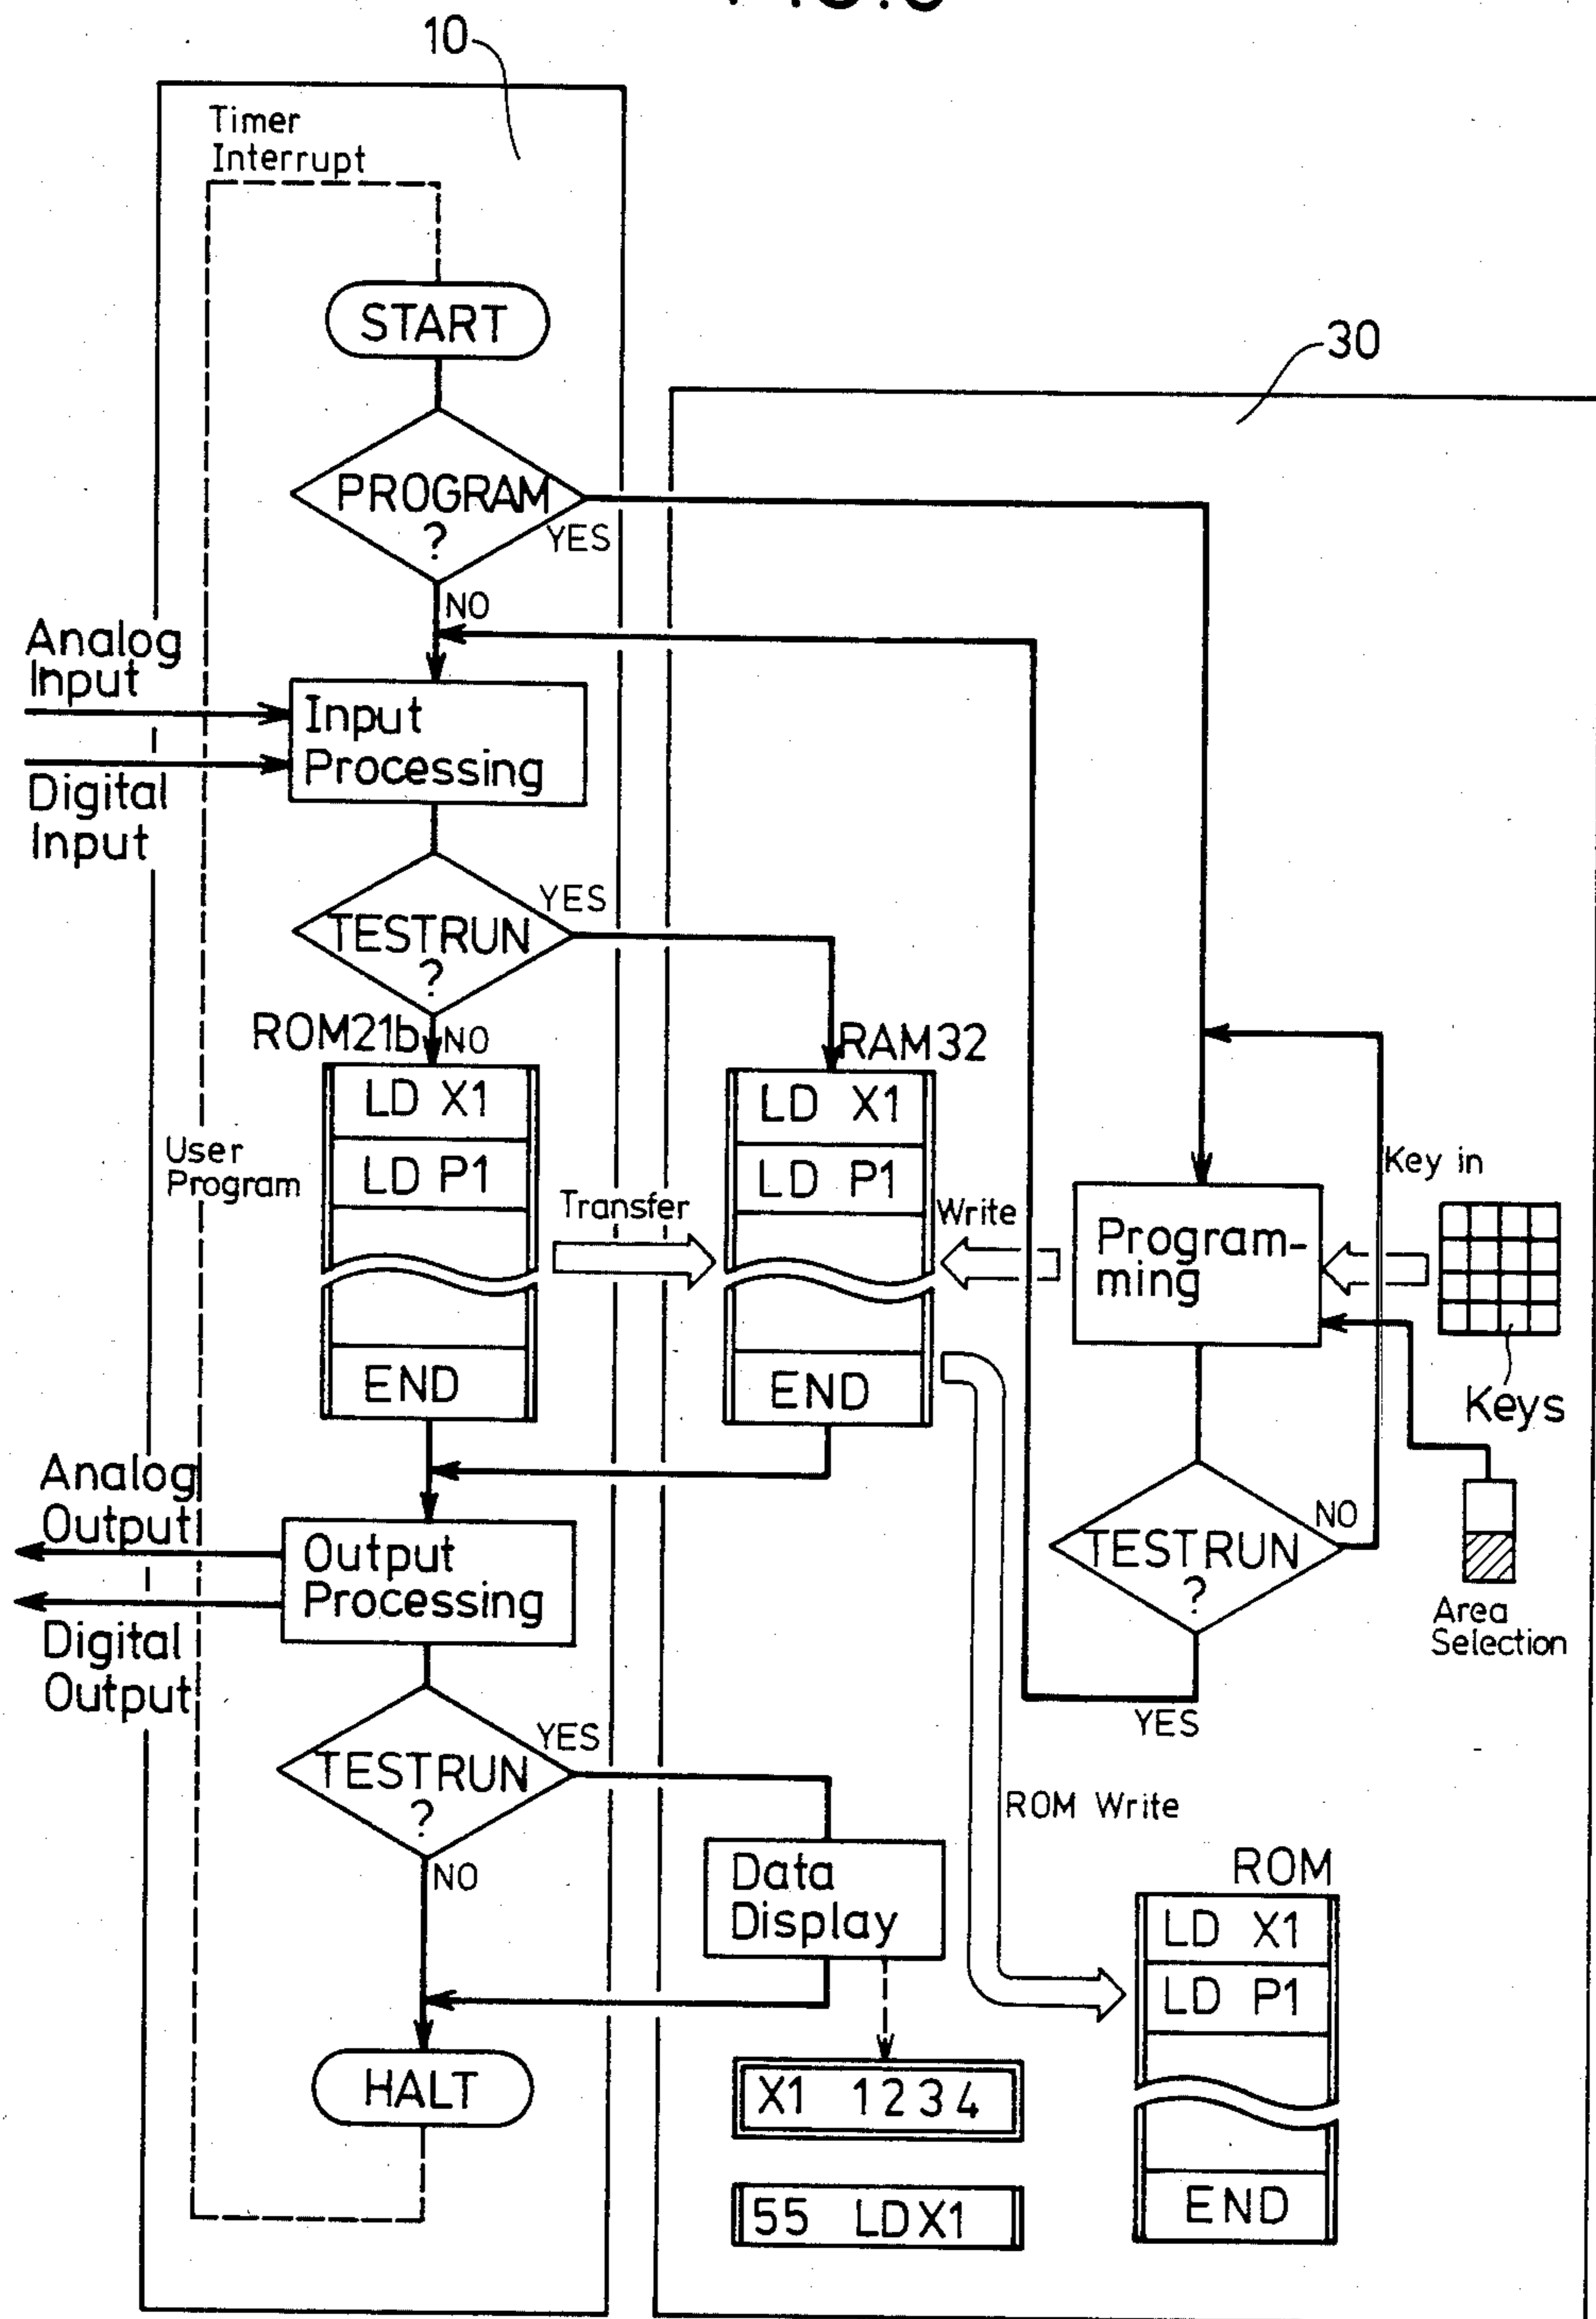 10
Timer
Interrupt
START
30
PROGRAM
?
YES
NO
Analog
Input
Input
Processing
Digital
Input
YES
TESTRUN
?
ROM21b
NO
RAM32
LD X1
LD P1
END
LD X1
LD P1
END
User
Program
Transfer
Write
Key in
Program-
ming
Keys
Analog
Output
Output
Processing
Digital
Output
TESTRUN
?
NO
YES
Area
Selection
TESTRUN
?
YES
NO
ROM Write
Data
Display
ROM
LD X1
LD P1
END
HALT
X1 1234
55 LDX1